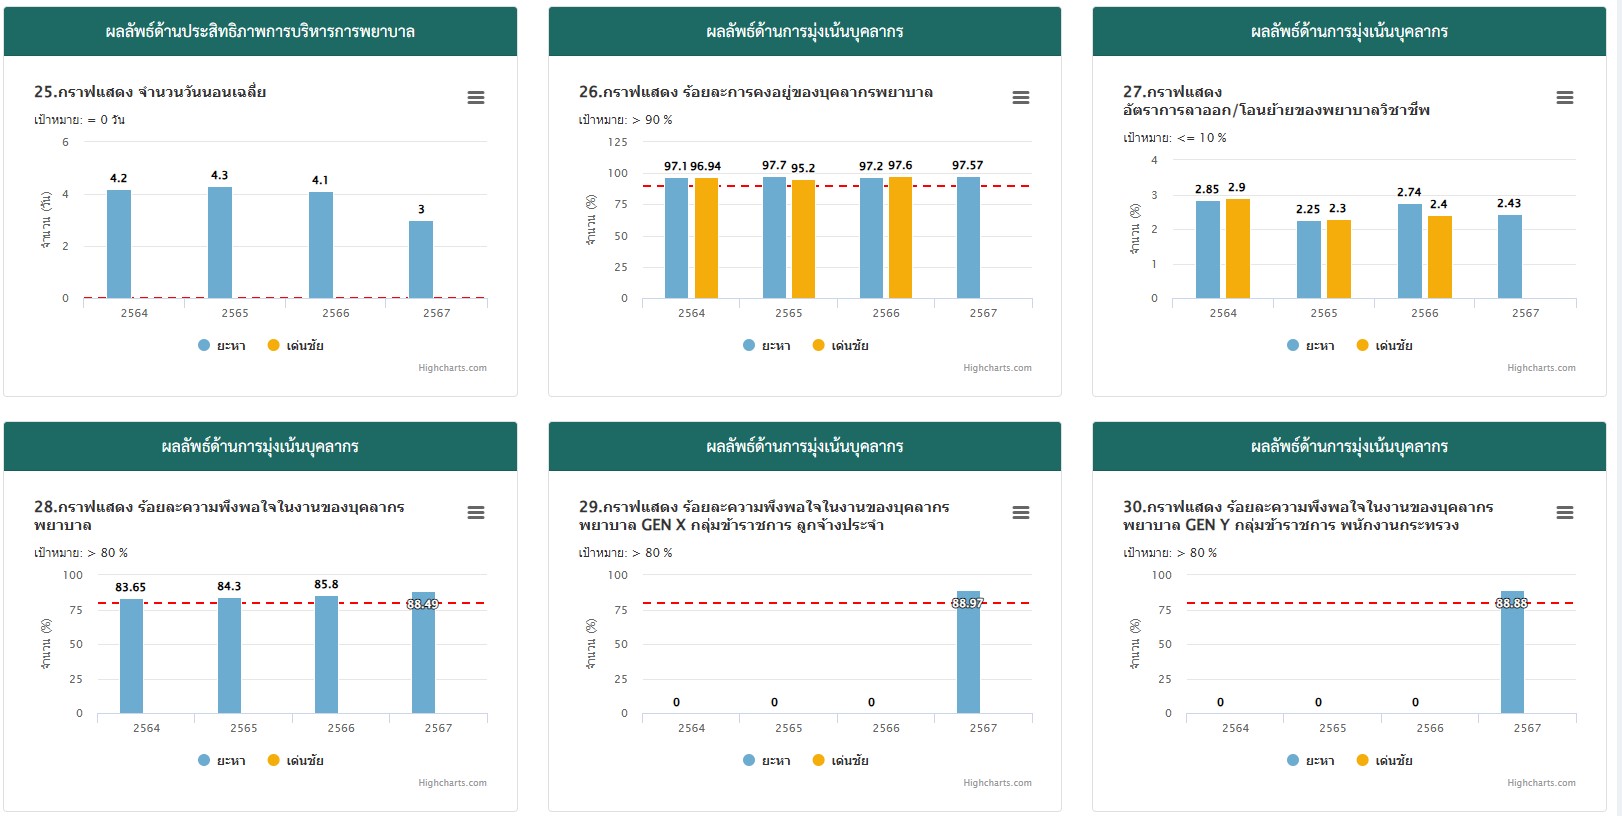 ผลลัพธ์ด้านประสิทธิภาพการบริหารการพยาบาล
25.กราฟแสดง จำนวนวันนอนเฉลี่ย
เป้าหมาย: = 0 วัน
จำนวน (วัน)
6
4
2
0
4.2
4.3
4.1
3
2564
2565
2566
2567
ยะหา
เด่นชัย
Highcharts.com
ผลลัพธ์ด้านการมุ่งเน้นบุคลากร
26.กราฟแสดง ร้อยละการคงอยู่ของบุคลากรพยาบาล
เป้าหมาย: > 90 %
จำนวน (%)
125
100
75
50
25
0
97.1
96.94
97.7
95.2
97.2
97.6
97.57
2564
2565
2566
2567
ยะหา
เด่นชัย
Highcharts.com
ผลลัพธ์ด้านการมุ่งเน้นบุคลากร
27.กราฟแสดง
อัตราการลาออก/โอนย้ายของพยาบาลวิชาชีพ
เป้าหมาย: <= 10 %
จำนวน (%)
4
3
2
1
0
2.85
2.9
2.25
2.3
2.74
2.4
2.43
2564
2565
2566
2567
ยะหา
เด่นชัย
Highcharts.com
ผลลัพธ์ด้านการมุ่งเน้นบุคลากร
28.กราฟแสดง ร้อยละความพึงพอใจในงานของบุคลากร
พยาบาล
เป้าหมาย: > 80 %
จำนวน (%)
100
75
50
25
0
83.65
84.3
85.8
88.49
2564
2565
2566
2567
ยะหา
เด่นชัย
Highcharts.com
ผลลัพธ์ด้านการมุ่งเน้นบุคลากร
29.กราฟแสดง ร้อยละความพึงพอใจในงานของบุคลากร
พยาบาล GEN X กลุ่มข้าราชการ ลูกจ้างประจำ
เป้าหมาย: > 80 %
จำนวน (%)
100
75
50
25
0
0
0
0
88.97
2564
2565
2566
2567
ยะหา
เด่นชัย
Highcharts.com
ผลลัพธ์ด้านการมุ่งเน้นบุคลากร
30.กราฟแสดง ร้อยละความพึงพอใจในงานของบุคลากร
พยาบาล GEN Y กลุ่มข้าราชการ พนักงานกระทรวง
เป้าหมาย: > 80 %
จำนวน (%)
100
75
50
25
0
0
0
0
88.88
2564
2565
2566
2567
ยะหา
เด่นชัย
Highcharts.com